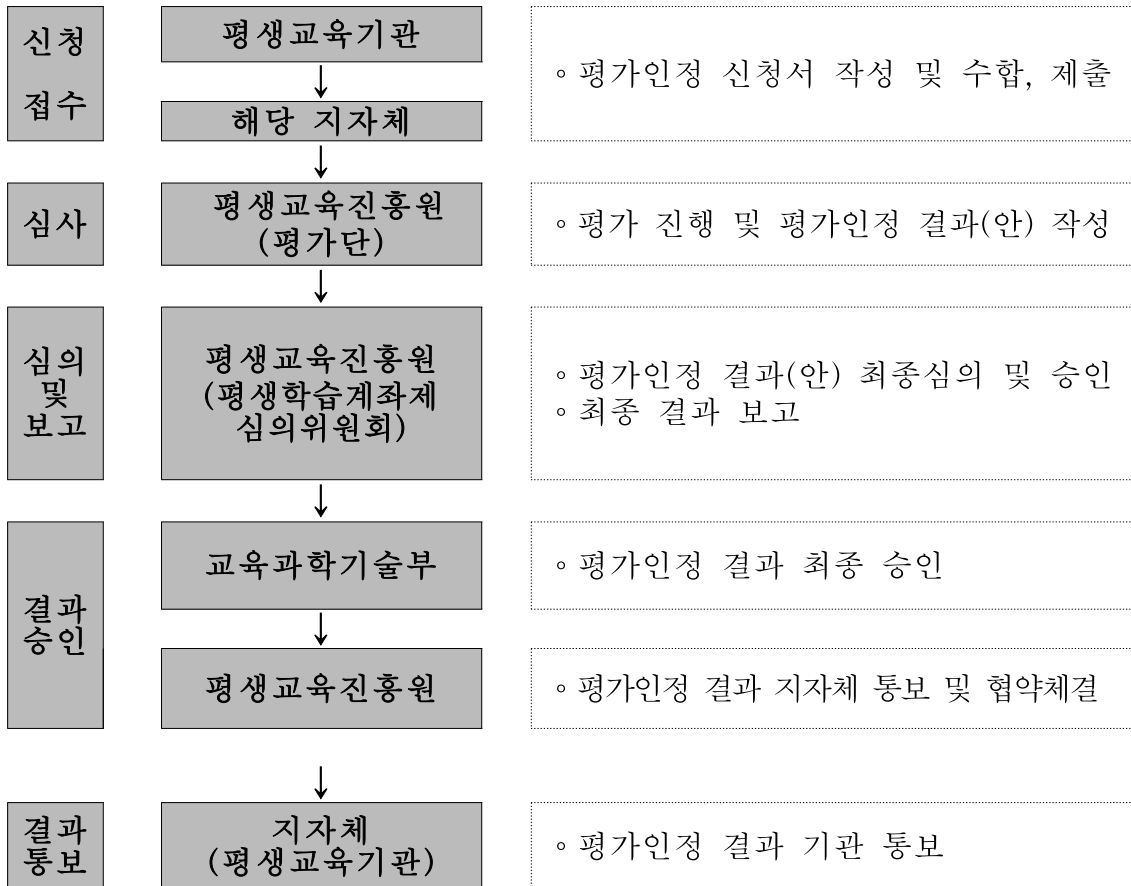 신청
접수
평생교육기관
해당 지자체
◦ 평가인정 신청서 작성 및 수합, 제출
심사
평생교육진흥원
(평가단)
◦ 평가 진행 및 평가인정 결과(안) 작성
심의
및
보고
평생교육진흥원
(평생학습계좌제
심의위원회)
◦ 평가인정 결과(안) 최종심의 및 승인
◦ 최종 결과 보고
결과
승인
교육과학기술부
◦ 평가인정 결과 최종 승인
평생교육진흥원
◦ 평가인정 결과 지자체 통보 및 협약체결
결과
통보
지자체
(평생교육기관)
◦ 평가인정 결과 기관 통보